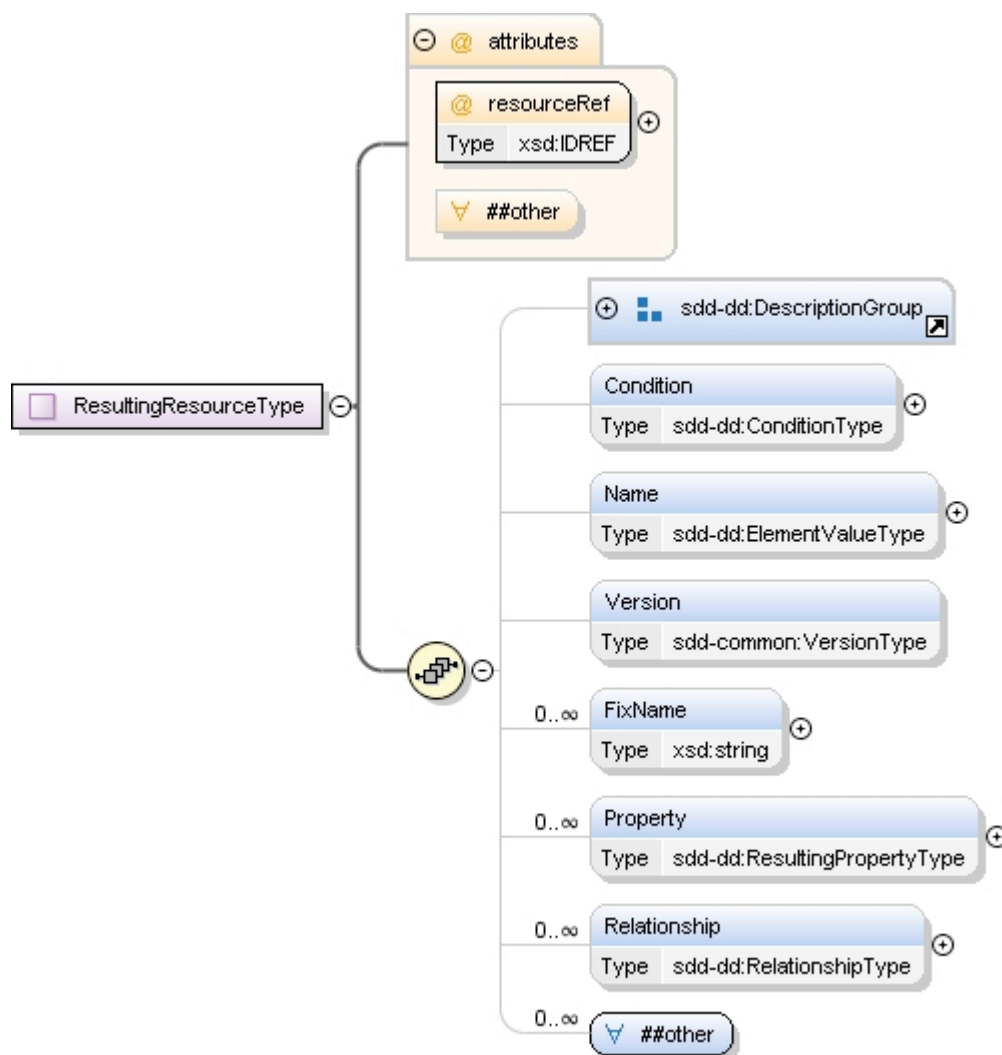 @ attributes
@ resourceRef
Type xsd:IDREF
∀ ##other
sdd-dd:DescriptionGroup
Condition
Type sdd-dd:ConditionType
ResultingResourceType
Name
Type sdd-dd:ElementValueType
Version
Type sdd-common:VersionType
0..∞ FixName
Type xsd:string
0..∞ Property
Type sdd-dd:ResultingPropertyType
0..∞ Relationship
Type sdd-dd:RelationshipType
0..∞ ∀ ##other